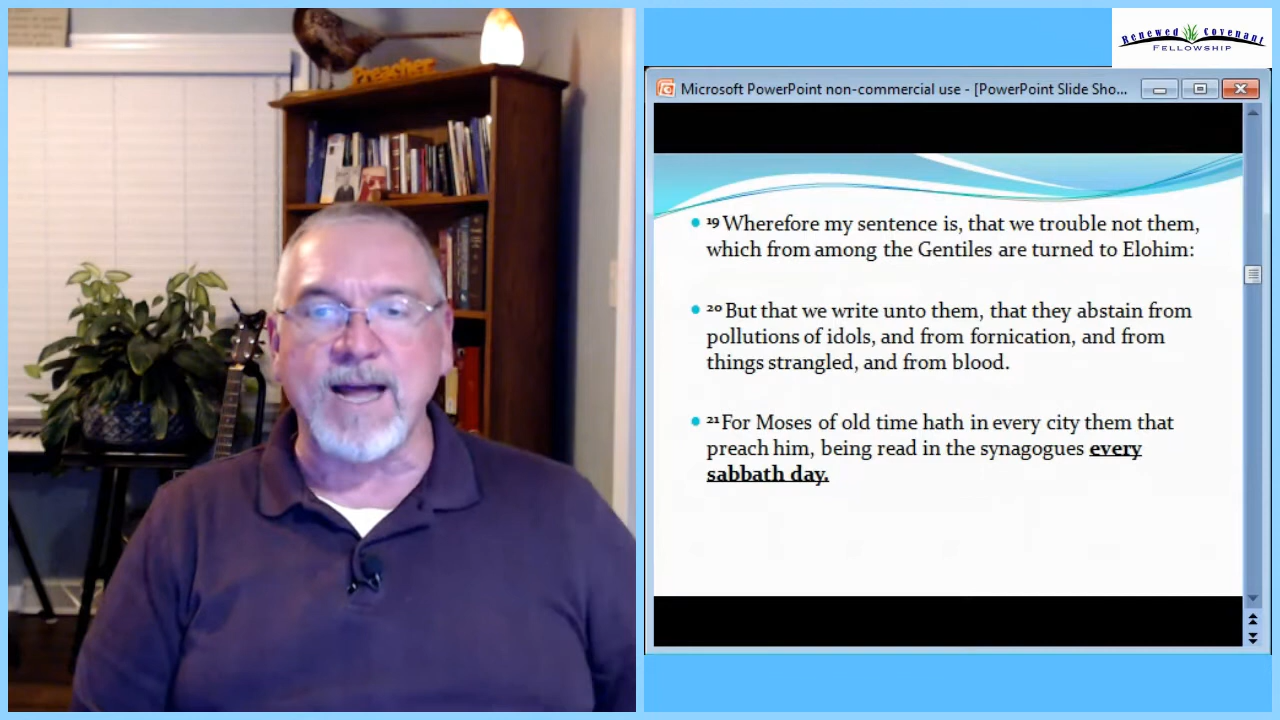 Preacher
Renewed Covenant
FELLOWSHIP
Microsoft PowerPoint non-commercial use - [PowerPoint Slide Sho...
19 Wherefore my sentence is, that we trouble not them,
which from among the Gentiles are turned to Elohim:
20 But that we write unto them, that they abstain from
pollutions of idols, and from fornication, and from
things strangled, and from blood.
21 For Moses of old time hath in every city them that
preach him, being read in the synagogues every
sabbath day.